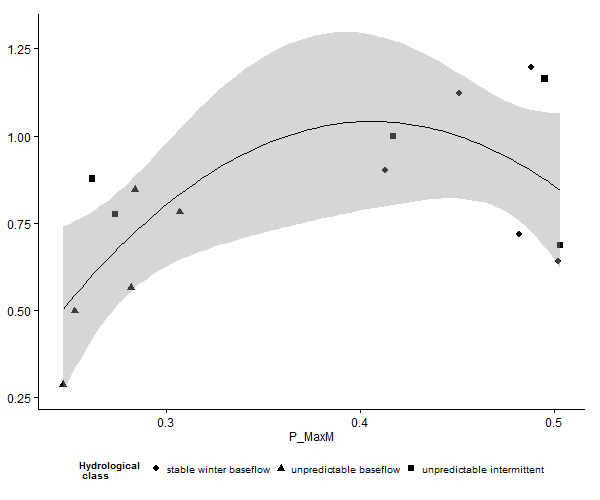 1.25
1.00
0.75
0.50
0.25
0.3 0.4 0.5
P_MaxM
Hydrological
class
stable winter baseflow unpredictable baseflow unpredictable intermittent